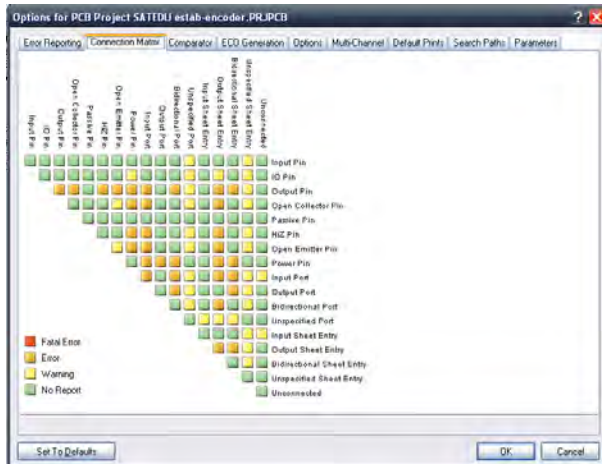 Options for PCB Project SATEDU estab-encoder.PRJPCB
Error Reporting
Connection Matrix
Comparator
ECO Generation
Options
Multi-Channel
Default Prints
Search Paths
Parameters
Input Pin
IO Pin
Output Pin
Open Collector Pin
Passive Pin
HiZ Pin
Open Emitter Pin
Power Pin
Input Port
Output Port
Bidirectional Port
Unspecified Port
Input Sheet Entry
Output Sheet Entry
Bidirectional Sheet Entry
Unspecified Sheet Entry
Unconnected
Input Pin
IO Pin
Output Pin
Open Collector Pin
Passive Pin
HiZ Pin
Open Emitter Pin
Power Pin
Input Port
Output Port
Bidirectional Port
Unspecified Port
Input Sheet Entry
Output Sheet Entry
Bidirectional Sheet Entry
Unspecified Sheet Entry
Unconnected
Fatal Error
Error
Warning
No Report
Set To Defaults
OK
Cancel